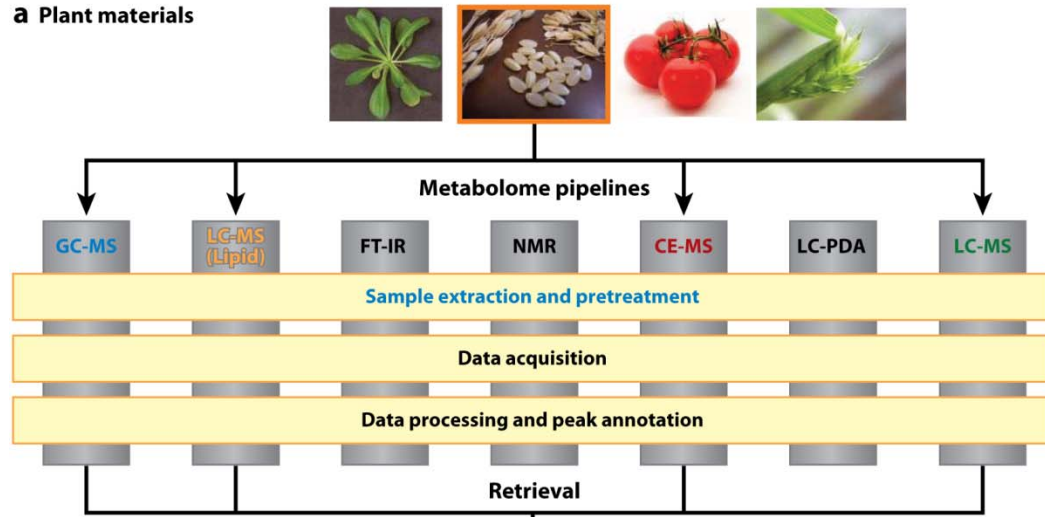 a Plant materials
Metabolome pipelines
GC-MS
LC-MS
(Lipid)
FT-IR
NMR
CE-MS
LC-PDA
LC-MS
Sample extraction and pretreatment
Data acquisition
Data processing and peak annotation
Retrieval